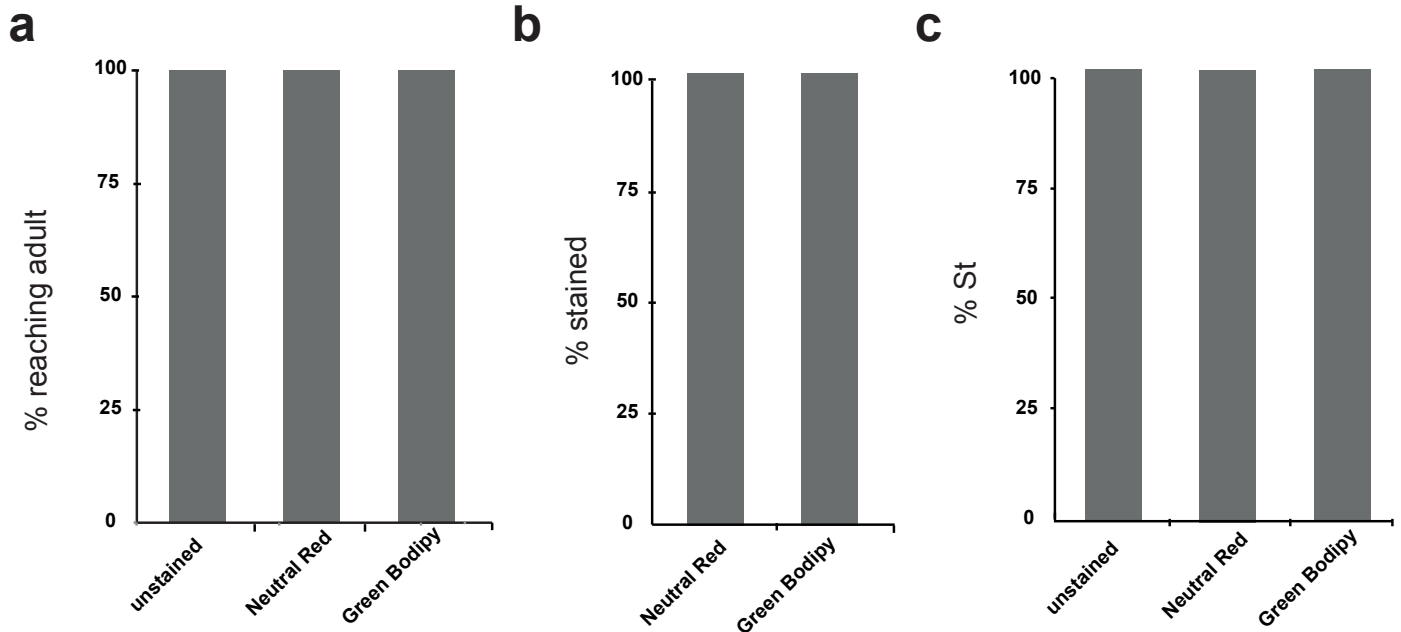 a
% reaching adult
100
75
50
25
0
unstained
Neutral Red
Green Bodipy
b
% stained
100
75
50
25
0
Neutral Red
Green Bodipy
c
% St
100
75
50
25
0
unstained
Neutral Red
Green Bodipy